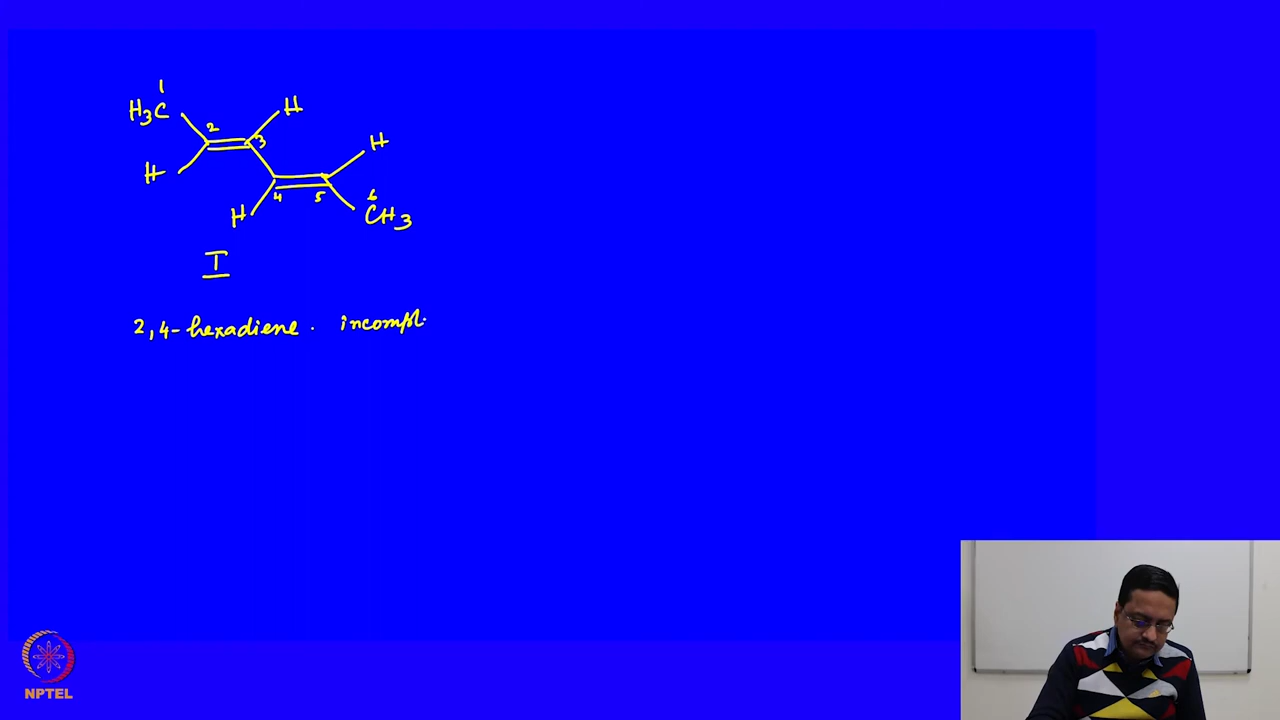 1
H3C
2
3
H
H
H
4
5
6
CH3
H
I
2,4-hexadiene. incompl.
NPTEL